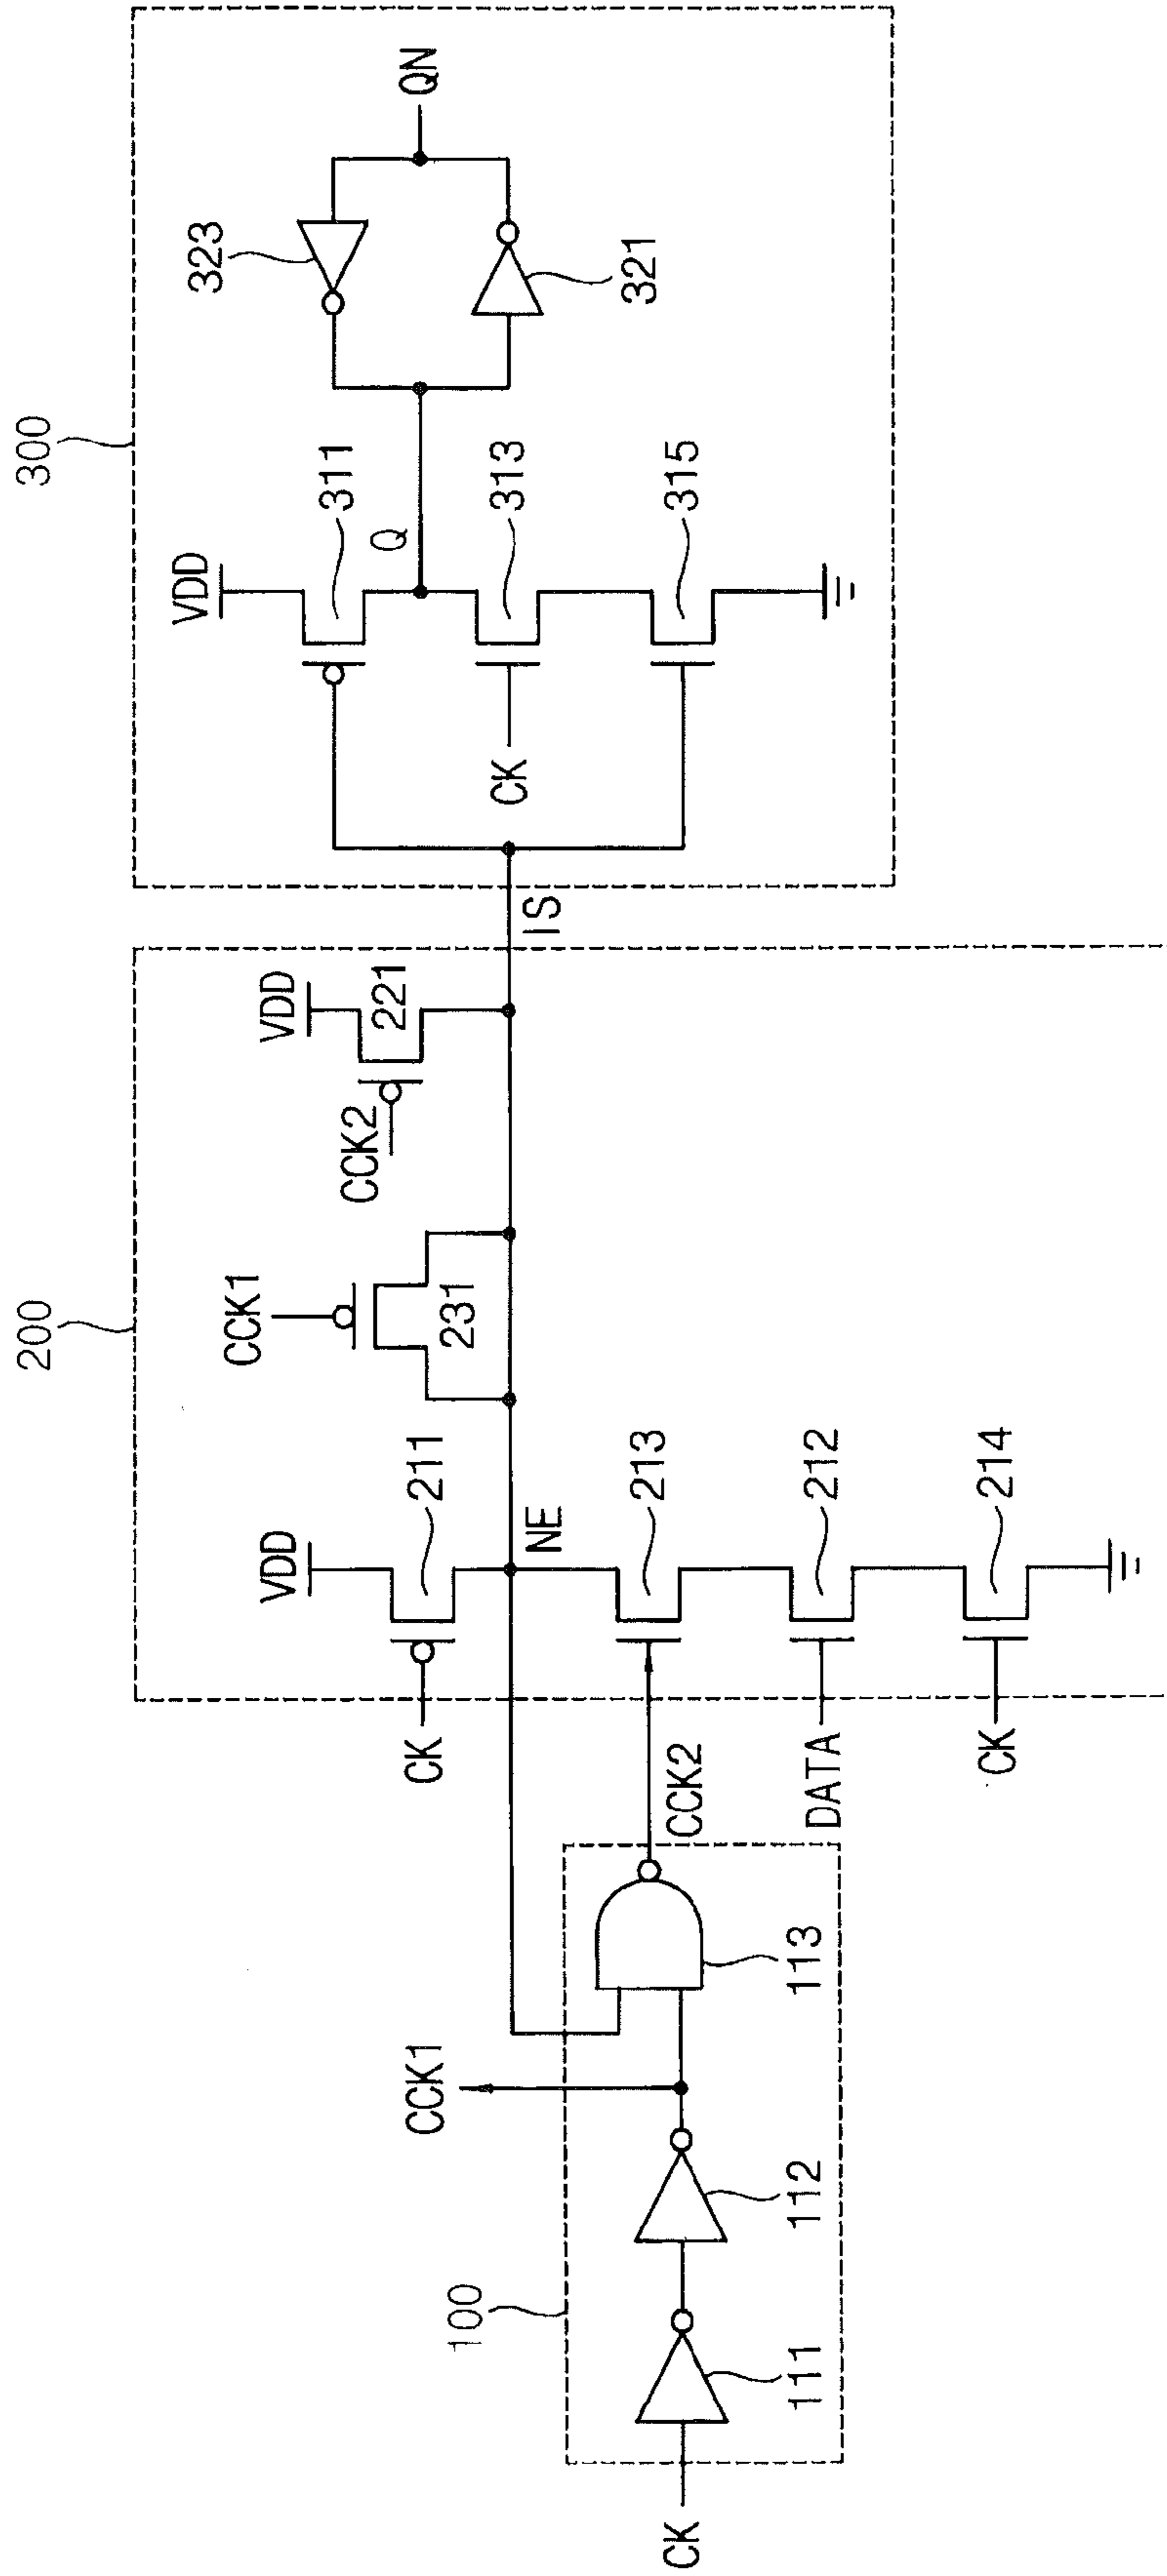 100
200
300
CK
111
112
113
CCK1
CCK2
CK
DATA
CK
VDD
211
NE
213
212
214
CCK1
231
CCK2
VDD
221
IS
CK
VDD
311
Q
313
315
323
321
QN